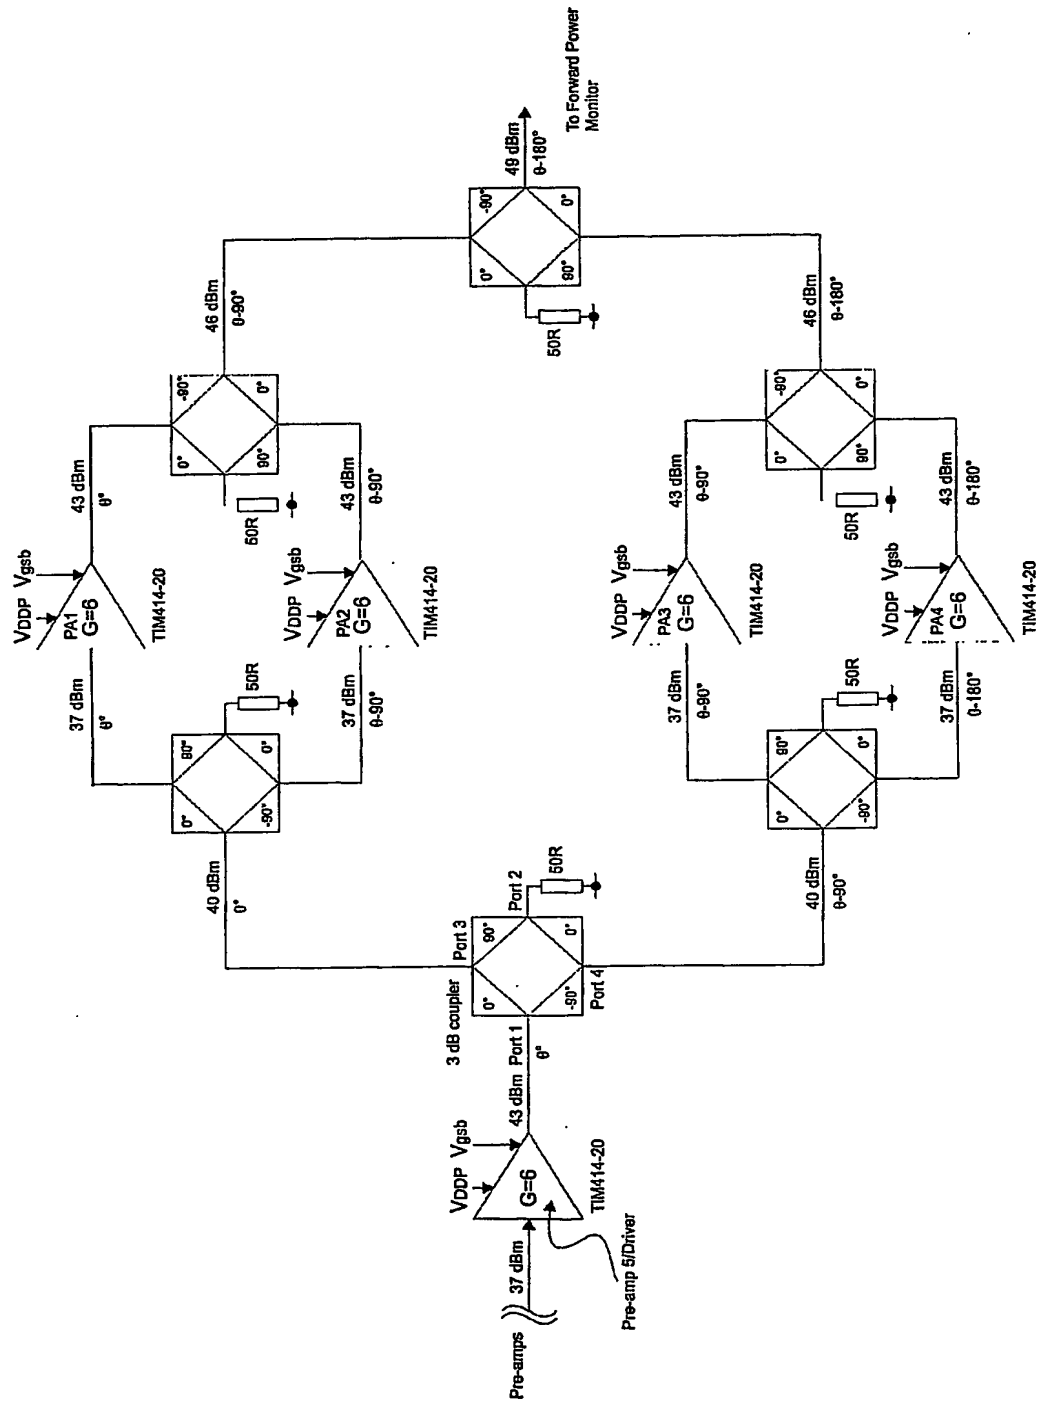 Pre-amps
37 dBm
Pre-amp 5/Driver
VDDP Vgsb
G=6
TIM414-20
43 dBm
Port 1
θ°
3 dB coupler
Port 3
0°
90°
-90°
0°
Port 2
Port 4
50R
40 dBm
0°
0°
90°
-90°
0°
50R
37 dBm
θ°
37 dBm
θ-90°
VDDP Vgsb
PA1
G=6
TIM414-20
VDDP Vgsb
PA2
G=6
TIM414-20
43 dBm
θ°
43 dBm
θ-90°
0°
-90°
90°
0°
50R
46 dBm
θ-90°
40 dBm
θ-90°
0°
90°
-90°
0°
50R
37 dBm
θ-90°
37 dBm
0-180°
VDDP Vgsb
PA3
G=6
TIM414-20
VDDP Vgsb
PA4
G=6
TIM414-20
43 dBm
θ-90°
43 dBm
θ-180°
0°
-90°
90°
0°
50R
46 dBm
θ-180°
0°
-90°
90°
0°
50R
49 dBm
θ-180°
To Forward Power
Monitor